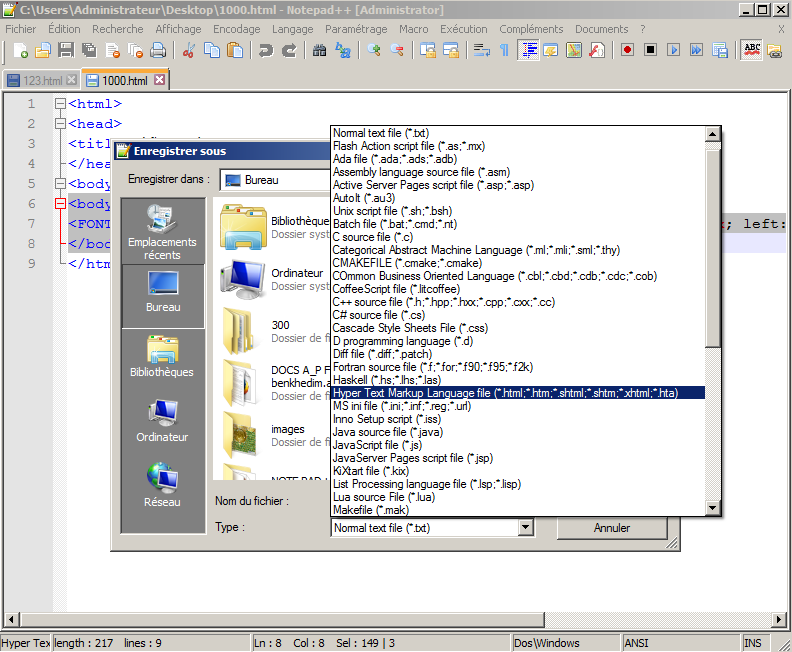 C:\Users\Administrateur\Desktop\1000.html - Notepad++ [Administrator]
Fichier Édition Recherche Affichage Encodage Langage Paramétrage Macro Exécution Compléments Documents ? X
ABC
123.html 1000.html
1 <html>
2 <head>
3 <titl
4 </hea
5 <body
6 <body
7 <FONT ; left:
8 </boo
9 </htm
Enregistrer sous
Enregistrer dans : Bureau
Emplacements récents
Bureau
Bibliothèques
Ordinateur
Réseau
Bibliothèque
Dossier syst
Ordinateur
Dossier syst
300
Dossier de fi
DOCS A_P F
benkhedim.a
Dossier de fi
images
Dossier de fi
Nom du fichier :
Type : Normal text file (*.txt) Annuler
Normal text file (*.txt)
Flash Action script file (*.as;*.mx)
Ada file (*.ada;*.ads;*.adb)
Assembly language source file (*.asm)
Active Server Pages script file (*.asp;*.asp)
AutoIt (*.au3)
Unix script file (*.sh;*.bsh)
Batch file (*.bat;*.cmd;*.nt)
C source file (*.c)
Categorical Abstract Machine Language (*.ml;*.mli;*.sml;*.thy)
CMAKEFILE (*.cmake;*.cmake)
COmmon Business Oriented Language (*.cbl;*.cbd;*.cdb;*.cdc;*.cob)
CoffeeScript file (*.litcoffee)
C++ source file (*.h;*.hpp;*.hxx;*.cpp;*.cxx;*.cc)
C# source file (*.cs)
Cascade Style Sheets File (*.css)
D programming language (*.d)
Diff file (*.diff;*.patch)
Fortran source file (*.f;*.for;*.f90;*.f95;*.f2k)
Haskell (*.hs;*.lhs;*.las)
Hyper Text Markup Language file (*.html;*.htm;*.shtml;*.shtm;*.xhtml;*.hta)
MS ini file (*.ini;*.inf;*.reg;*.url)
Inno Setup script (*.iss)
Java source file (*.java)
JavaScript file (*.js)
JavaServer Pages script file (*.jsp)
KiXtart file (*.kix)
List Processing language file (*.lsp;*.lisp)
Lua source File (*.lua)
Makefile (*.mak)
Hyper Tex length : 217 lines : 9 Ln : 8 Col : 8 Sel : 149 | 3 Dos\Windows ANSI INS